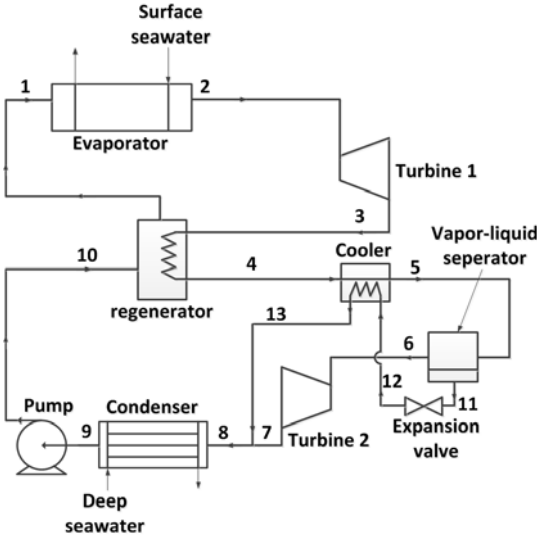 Surface
seawater
1
2
Evaporator
Turbine 1
3
Vapor-liquid
seperator
Cooler
10
4
5
regenerator
13
6
12
11
Pump
Condenser
Expansion
valve
9
8
7
Turbine 2
Deep
seawater